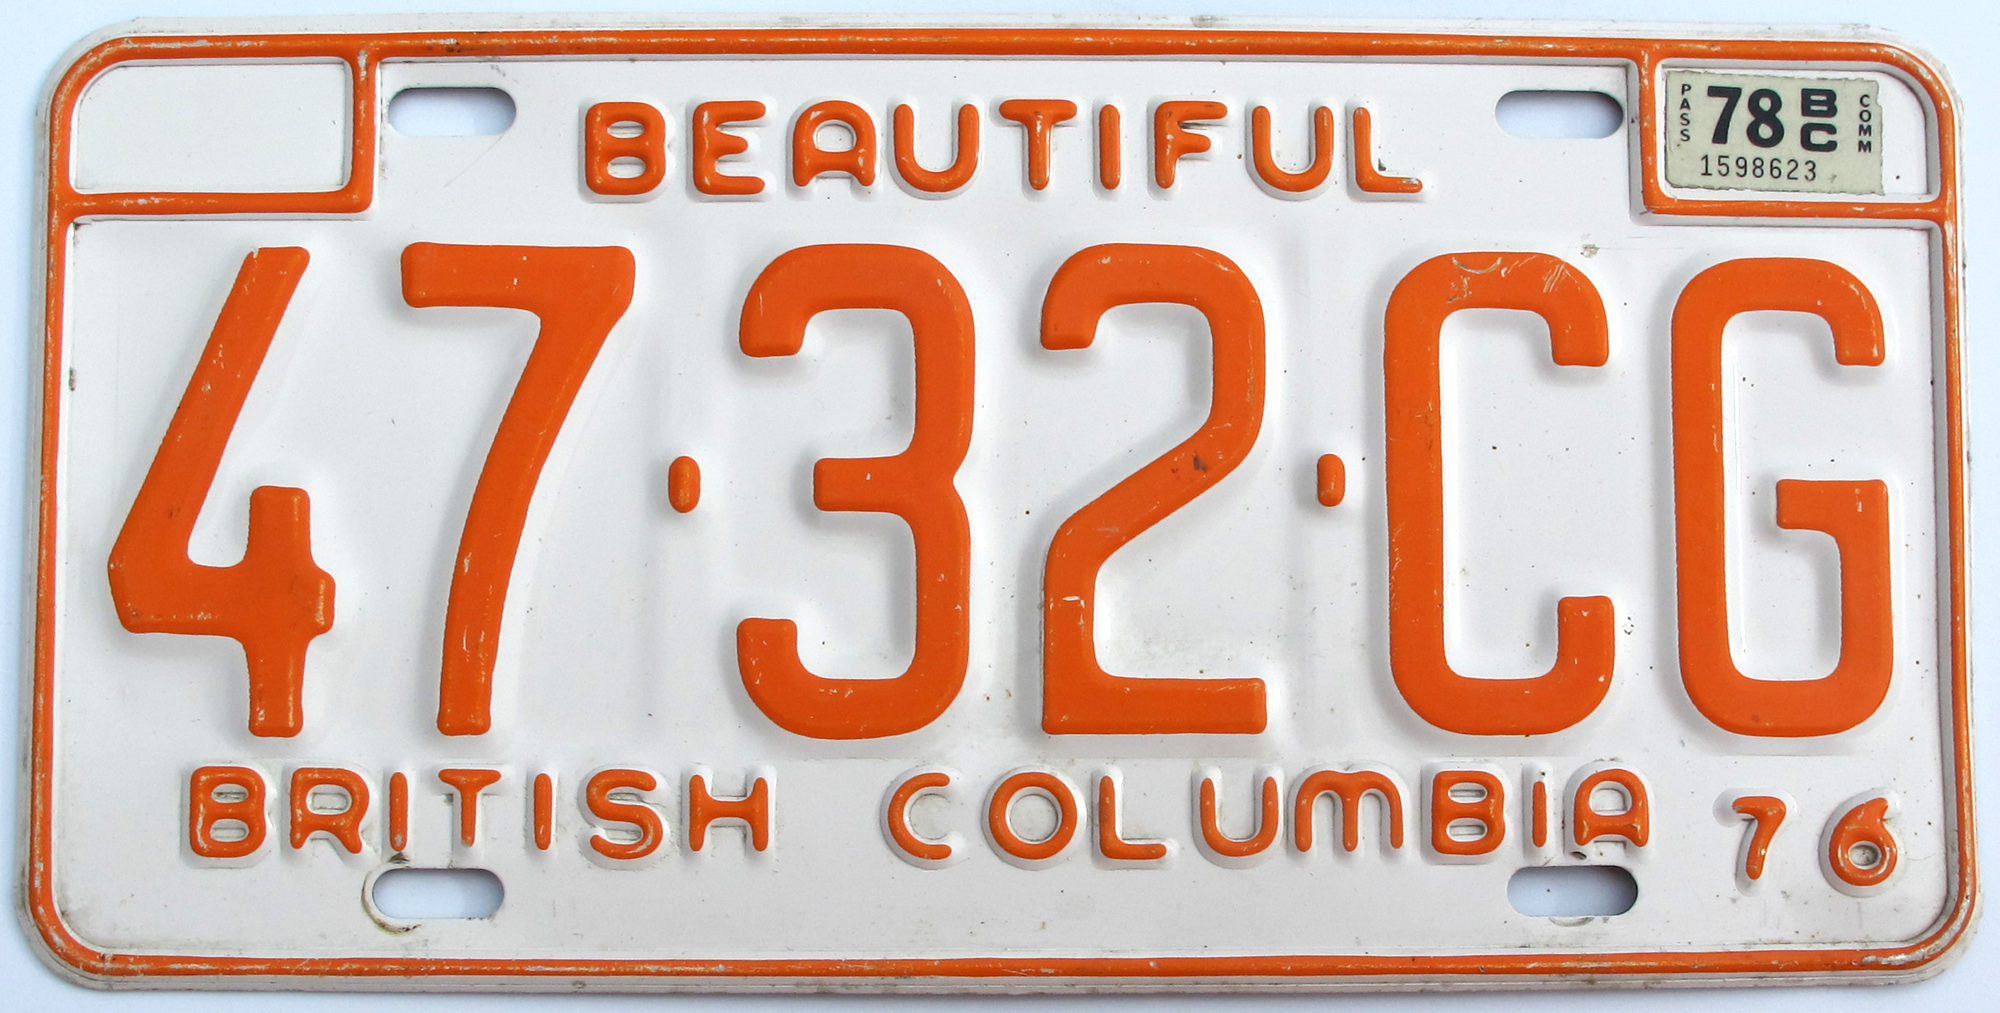 BEAUTIFUL
PASS 78 BC COMM
1598623
47·32·CG
BRITISH COLUMBIA 76